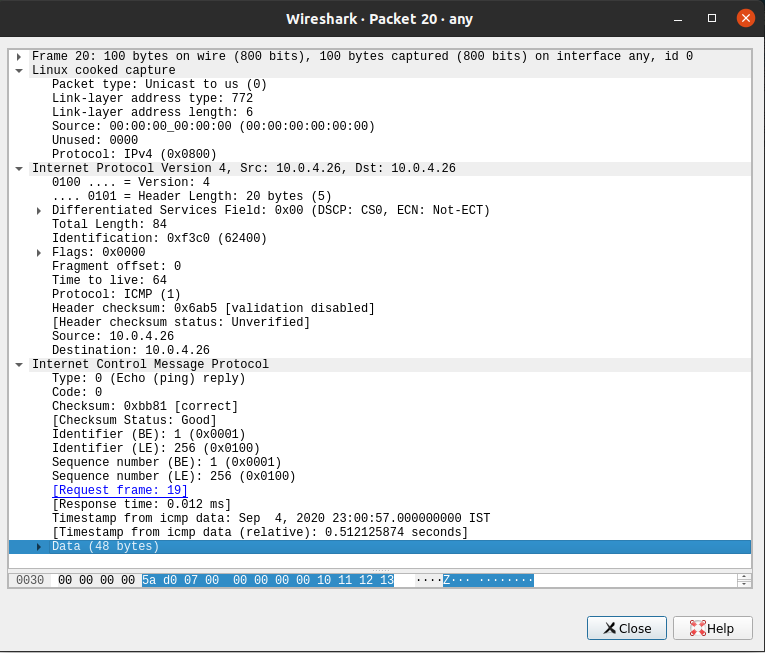 Wireshark · Packet 20 · any
Frame 20: 100 bytes on wire (800 bits), 100 bytes captured (800 bits) on interface any, id 0
Linux cooked capture
Packet type: Unicast to us (0)
Link-layer address type: 772
Link-layer address length: 6
Source: 00:00:00_00:00:00 (00:00:00:00:00:00)
Unused: 0000
Protocol: IPv4 (0x0800)
Internet Protocol Version 4, Src: 10.0.4.26, Dst: 10.0.4.26
0100 .... = Version: 4
.... 0101 = Header Length: 20 bytes (5)
Differentiated Services Field: 0x00 (DSCP: CS0, ECN: Not-ECT)
Total Length: 84
Identification: 0xf3c0 (62400)
Flags: 0x0000
Fragment offset: 0
Time to live: 64
Protocol: ICMP (1)
Header checksum: 0x6ab5 [validation disabled]
[Header checksum status: Unverified]
Source: 10.0.4.26
Destination: 10.0.4.26
Internet Control Message Protocol
Type: 0 (Echo (ping) reply)
Code: 0
Checksum: 0xbb81 [correct]
[Checksum Status: Good]
Identifier (BE): 1 (0x0001)
Identifier (LE): 256 (0x0100)
Sequence number (BE): 1 (0x0001)
Sequence number (LE): 256 (0x0100)
[Request frame: 19]
[Response time: 0.012 ms]
Timestamp from icmp data: Sep  4, 2020 23:00:57.000000000 IST
[Timestamp from icmp data (relative): 0.512125874 seconds]
Data (48 bytes)
0030  00 00 00 00 5a d0 07 00  00 00 00 00 10 11 12 13   ····Z··· ········
Close Help